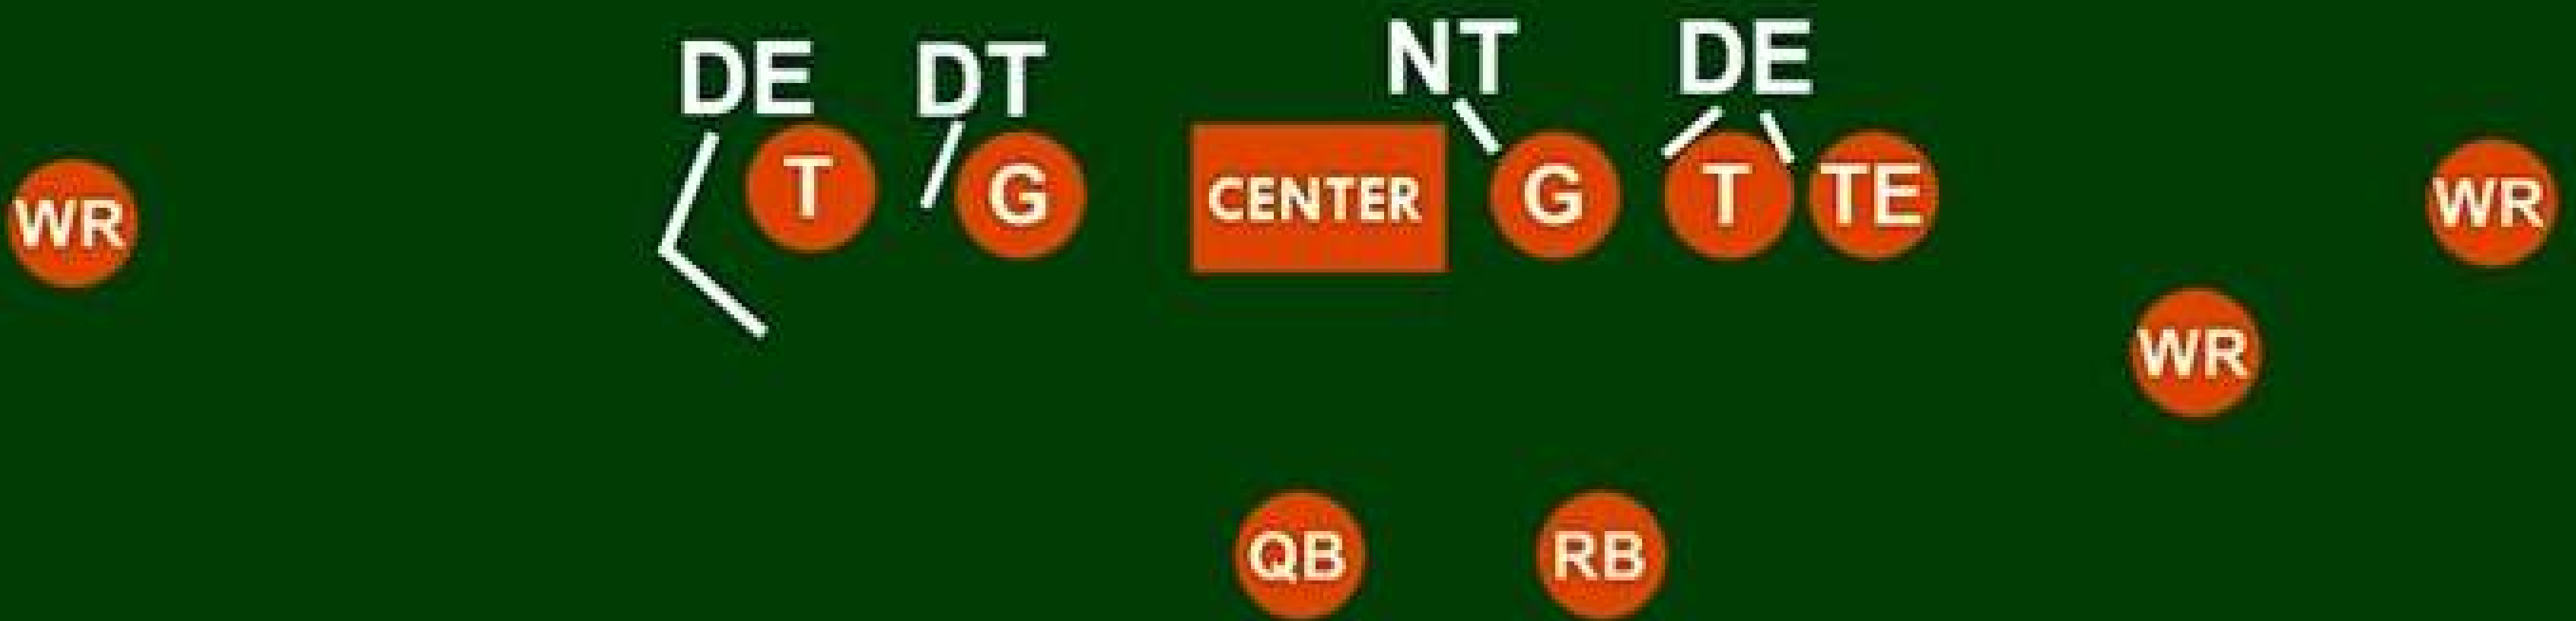 DE DT NT DE
WR T G CENTER G T TE WR
WR
QB RB